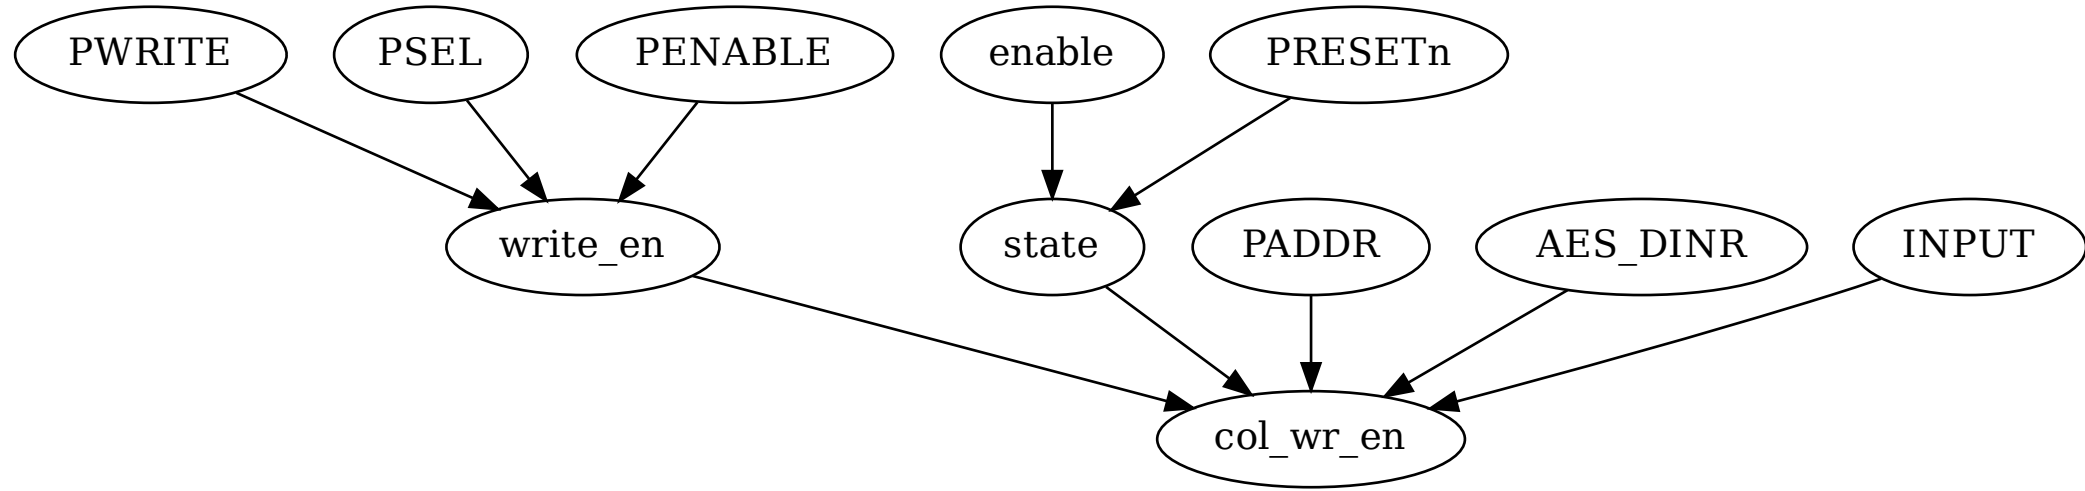 PWRITE
PSEL
PENABLE
enable
PRESETn
write_en
state
PADDR
AES_DINR
INPUT
col_wr_en